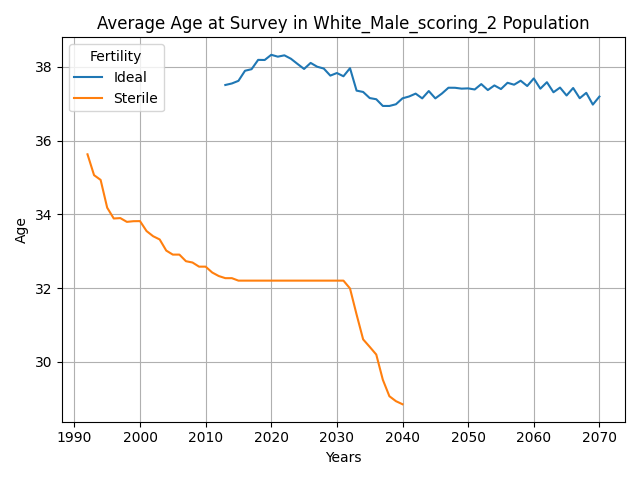 Average Age at Survey in White_Male_scoring_2 Population
Fertility
Ideal
Sterile
Age
38
36
34
32
30
1990 2000 2010 2020 2030 2040 2050 2060 2070
Years